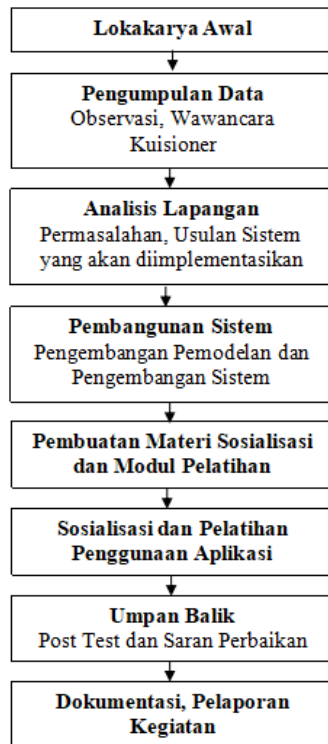 Lokakarya Awal
Pengumpulan Data
Observasi, Wawancara
Kuisioner
Analisis Lapangan
Permasalahan, Usulan Sistem
yang akan diimplementasikan
Pembangunan Sistem
Pengembangan Pemodelan dan
Pengembangan Sistem
Pembuatan Materi Sosialisasi
dan Modul Pelatihan
Sosialisasi dan Pelatihan
Penggunaan Aplikasi
Umpan Balik
Post Test dan Saran Perbaikan
Dokumentasi, Pelaporan
Kegiatan